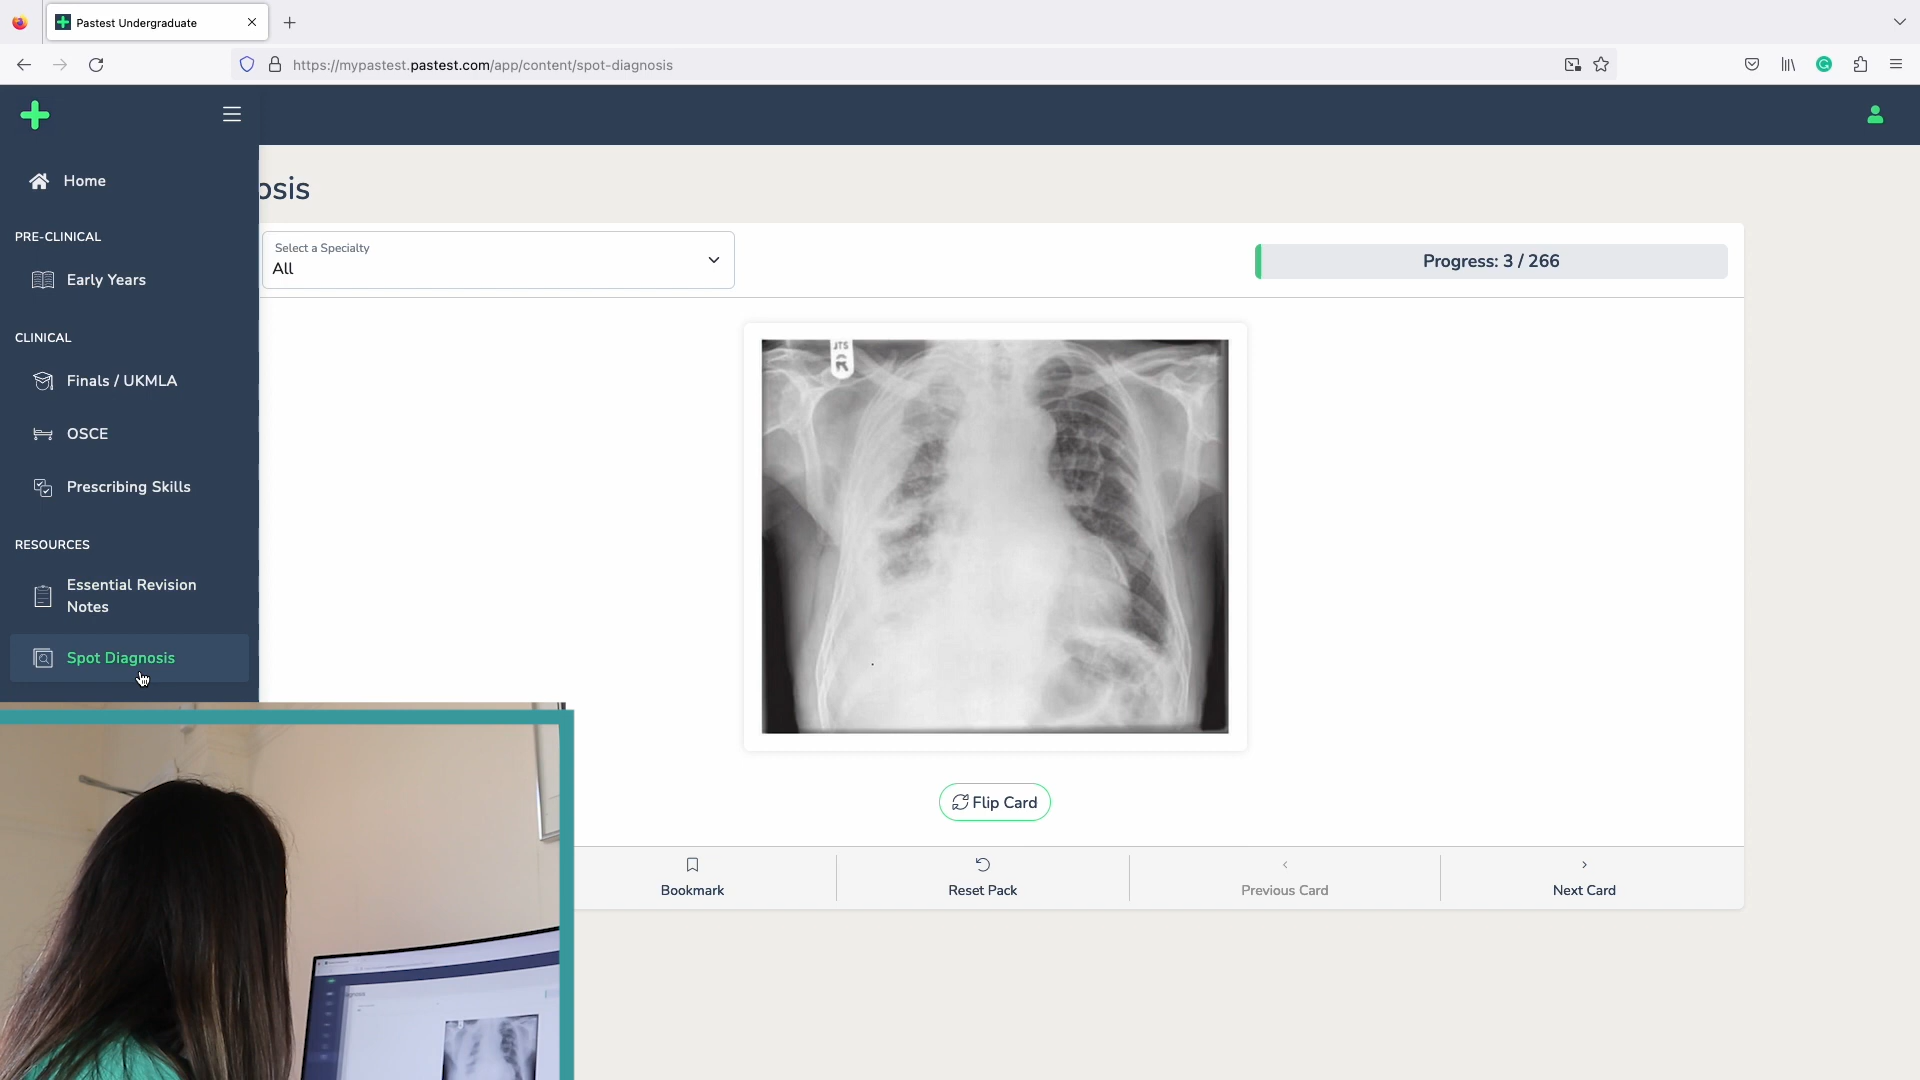 Pastest Undergraduate
https://mypastest.pastest.com/app/content/spot-diagnosis
Home
osis
PRE-CLINICAL
Select a Specialty
All
Progress: 3 / 266
Early Years
CLINICAL
JTS
R
Finals / UKMLA
OSCE
Prescribing Skills
RESOURCES
Essential Revision
Notes
Spot Diagnosis
Flip Card
Bookmark
Reset Pack
Previous Card
Next Card